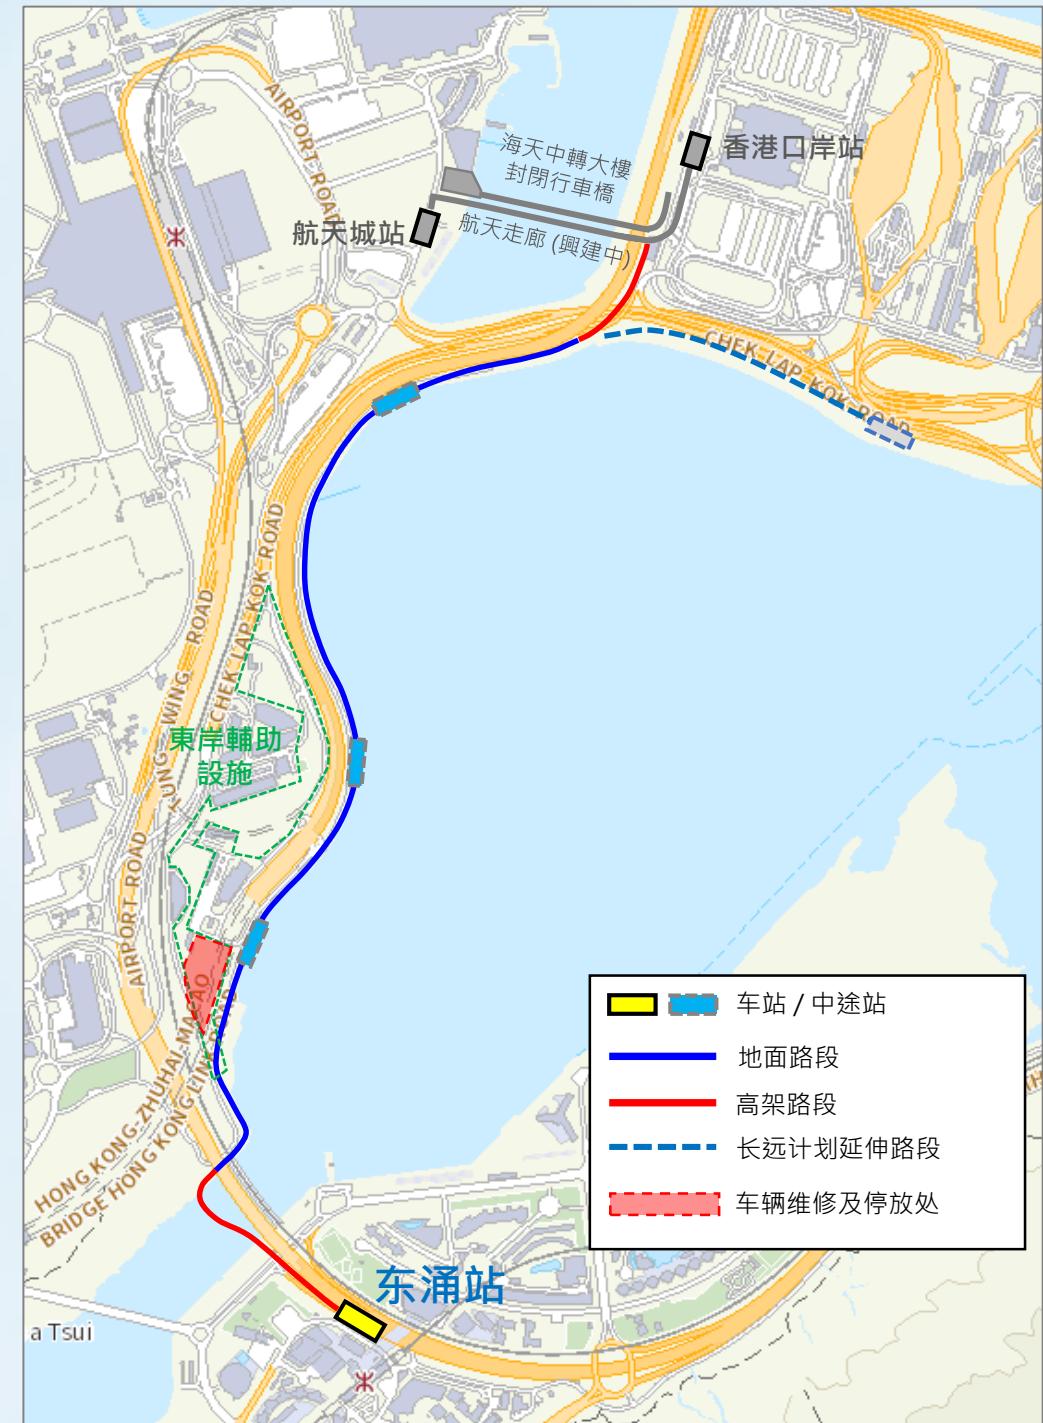 AIRPORT ROAD
海天中轉大樓
封閉行車橋
香港口岸站
航天城站
航天走廊 (興建中)
CHEK LAP KOK ROAD
CHEK LAP KOK ROAD
TUNG WING ROAD
東岸輔助
設施
AIRPORT ROAD
HONG KONG-ZHUHAI-MACAO
BRIDGE HONG KONG LINK ROAD
车站 / 中途站
地面路段
高架路段
长远计划延伸路段
车辆维修及停放处
东涌站
a Tsui